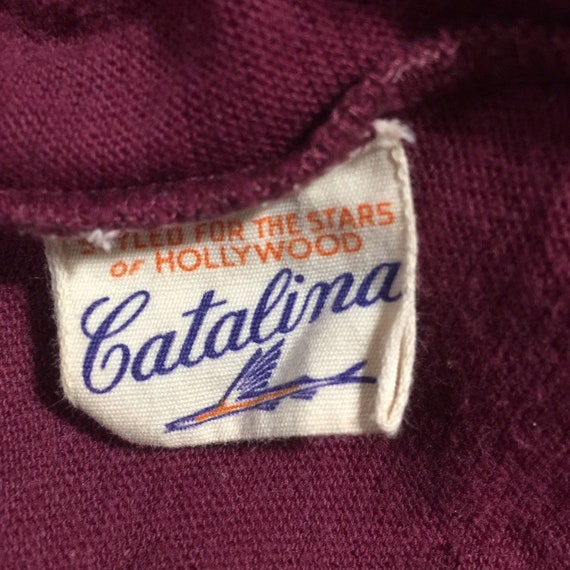 STYLED FOR THE STARS
OF HOLLYWOOD
Catalina